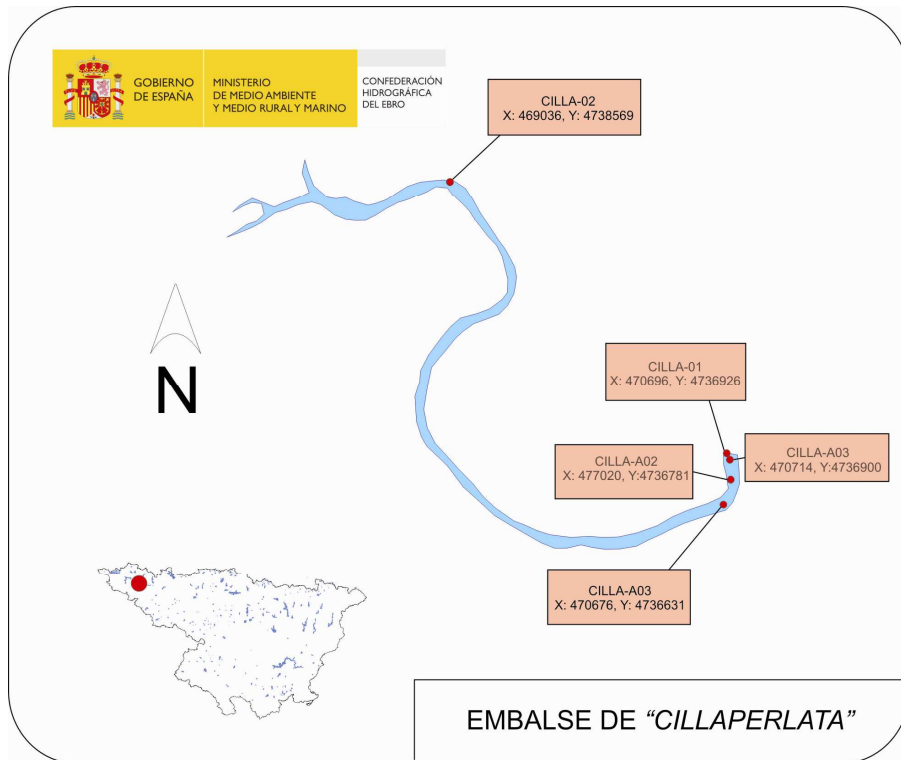 GOBIERNO
DE ESPAÑA
MINISTERIO
DE MEDIO AMBIENTE
Y MEDIO RURAL Y MARINO
CONFEDERACIÓN
HIDROGRÁFICA
DEL EBRO
CILLA-02
X: 469036, Y: 4738569
N
CILLA-01
X: 470696, Y: 4736926
CILLA-A03
X: 470714, Y:4736900
CILLA-A02
X: 477020, Y:4736781
CILLA-A03
X: 470676, Y: 4736631
EMBALSE DE "CILLAPERLATA"